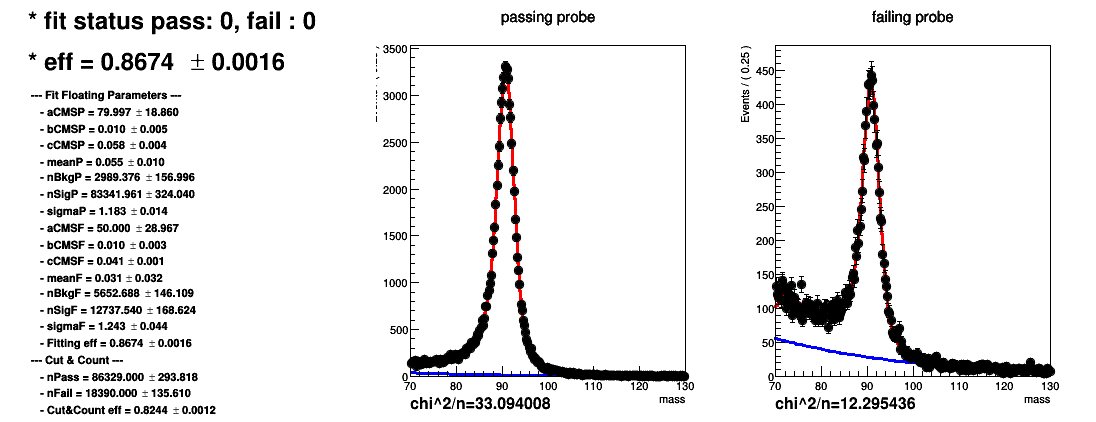 * fit status pass: 0, fail : 0
* eff = 0.8674 ± 0.0016
--- Fit Floating Parameters ---
- aCMSP = 79.997 ± 18.860
- bCMSP = 0.010 ± 0.005
- cCMSP = 0.058 ± 0.004
- meanP = 0.055 ± 0.010
- nBkgP = 2989.376 ± 156.996
- nSigP = 83341.961 ± 324.040
- sigmaP = 1.183 ± 0.014
- aCMSF = 50.000 ± 28.967
- bCMSF = 0.010 ± 0.003
- cCMSF = 0.041 ± 0.001
- meanF = 0.031 ± 0.032
- nBkgF = 5652.688 ± 146.109
- nSigF = 12737.540 ± 168.624
- sigmaF = 1.243 ± 0.044
- Fitting eff = 0.8674 ± 0.0016
--- Cut & Count ---
- nPass = 86329.000 ± 293.818
- nFail = 18390.000 ± 135.610
- Cut&Count eff = 0.8244 ± 0.0012
passing probe
3500
3000
2500
2000
1500
1000
500
0
70 80 90 100 110 120 130
mass
chi^2/n=33.094008
failing probe
Events / ( 0.25 )
450
400
350
300
250
200
150
100
50
0
70 80 90 100 110 120 130
mass
chi^2/n=12.295436